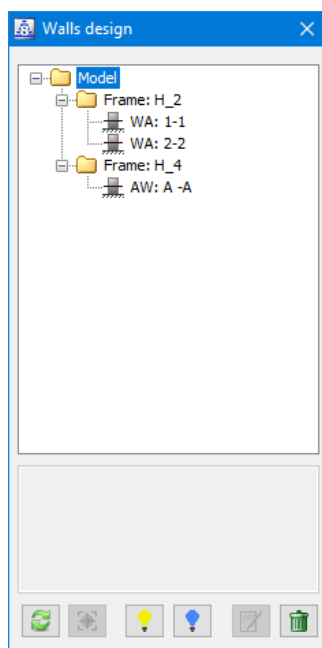 Walls design
Model
Frame: H_2
WA: 1-1
WA: 2-2
Frame: H_4
AW: A -A